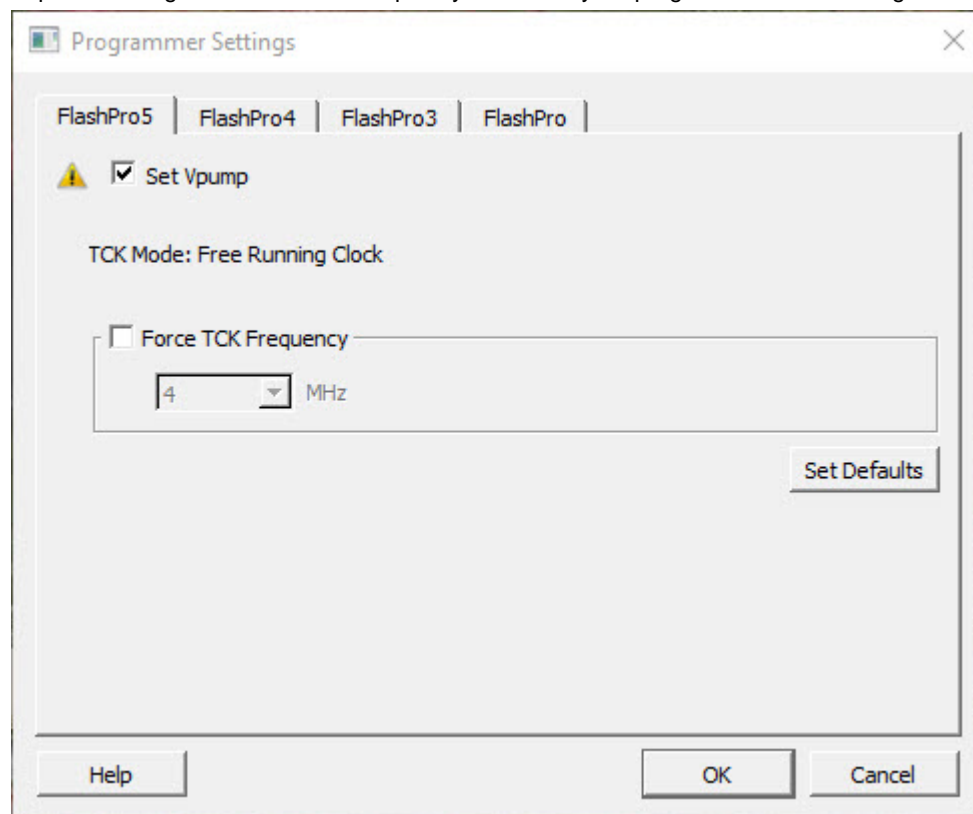 Programmer Settings
FlashPro5 FlashPro4 FlashPro3 FlashPro
Set Vpump
TCK Mode: Free Running Clock
Force TCK Frequency
4 MHz
Set Defaults
Help OK Cancel